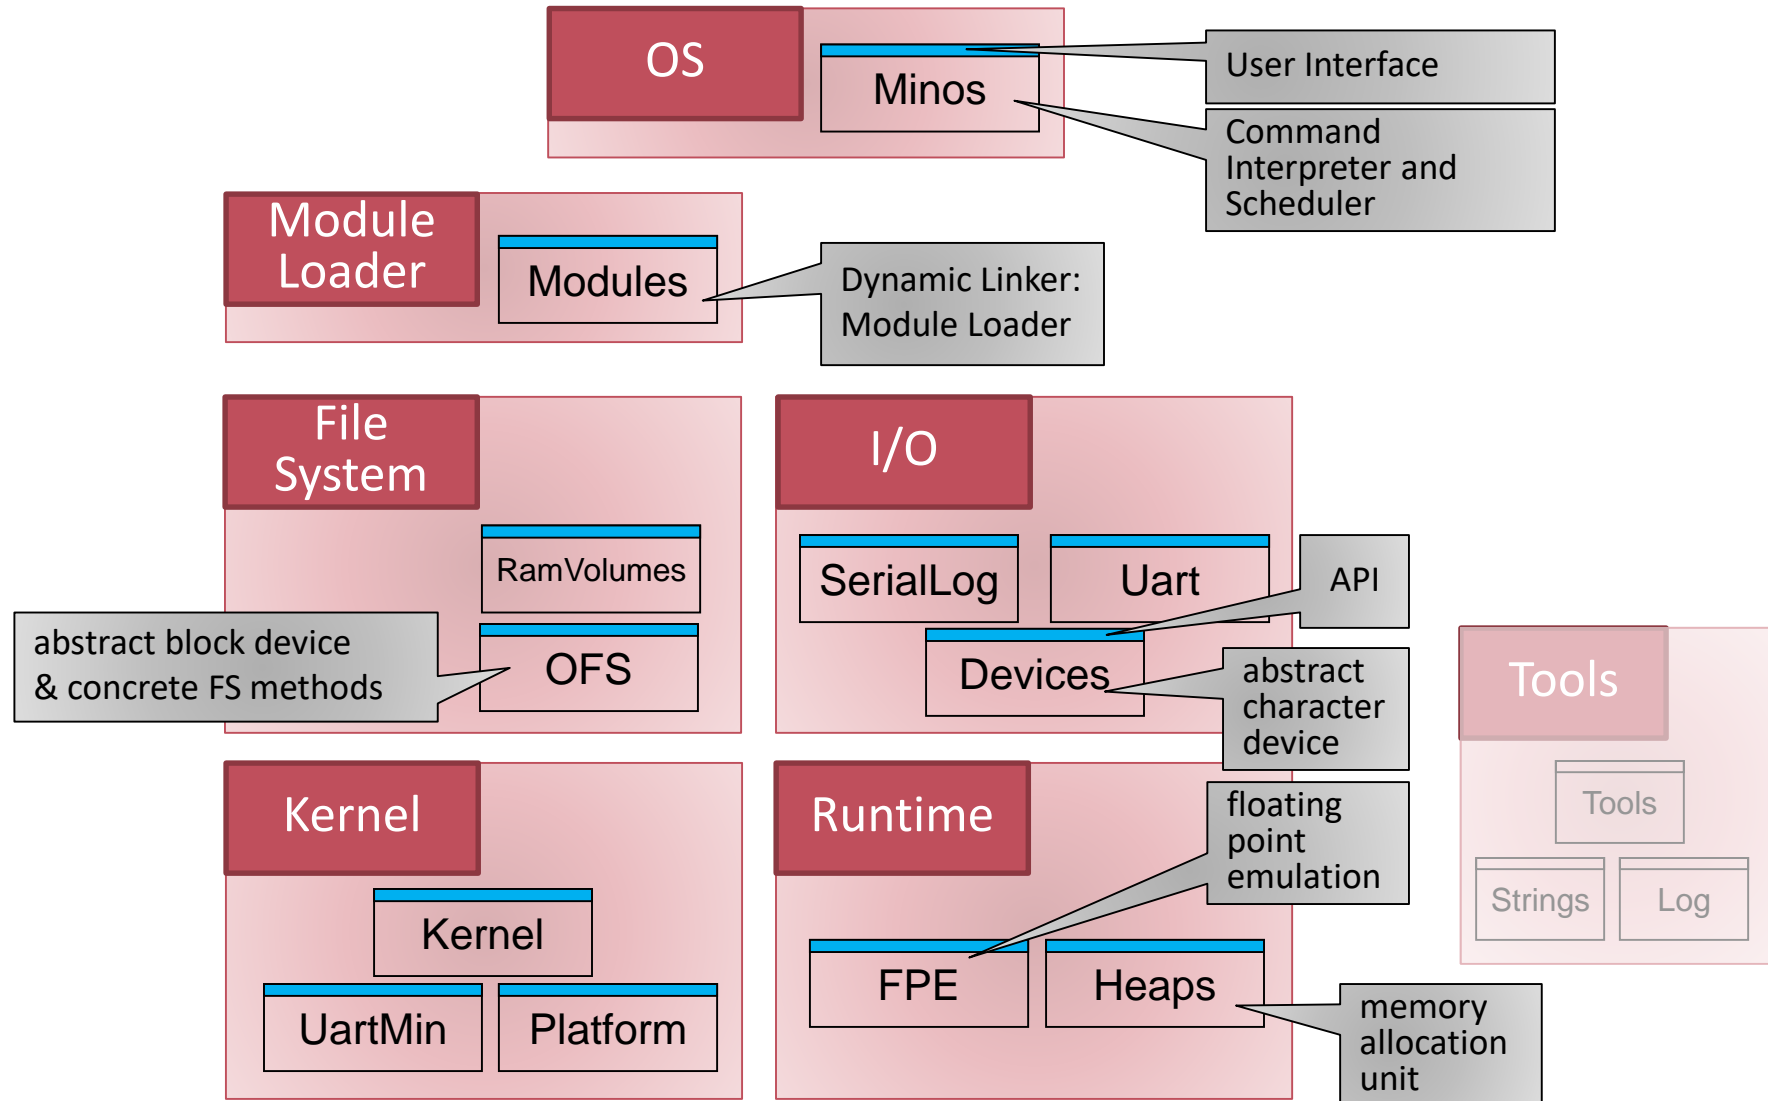 OS
Minos
User Interface
Command
Interpreter and
Scheduler
Module
Loader
Modules
Dynamic Linker:
Module Loader
File
System
RamVolumes
OFS
abstract block device
& concrete FS methods
I/O
SerialLog
Uart
Devices
API
abstract
character
device
Tools
Tools
Strings
Log
Kernel
Kernel
UartMin
Platform
Runtime
FPE
Heaps
floating
point
emulation
memory
allocation
unit